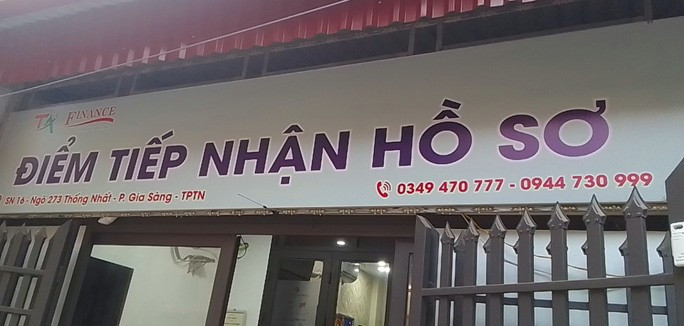 TA FINANCE
ĐIỂM TIẾP NHẬN HỒ SƠ
SN 16 - Ngõ 273 Thống Nhất - P. Gia Sàng - TPTN
0349 470 777 - 0944 730 999